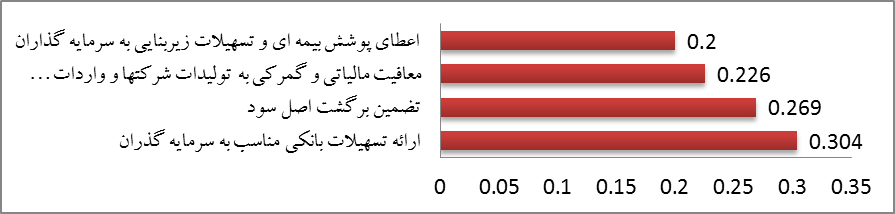 اعطای پوشش بیمه ای و تسهیلات زیربنایی به سرمایه گذاران
0.2
معافیت مالیاتی و گمرکی به تولیدات شرکتها و واردات...
0.226
تضمین برگشت اصل سود
0.269
ارائه تسهیلات بانکی مناسب به سرمایه گذران
0.304
0 0.05 0.1 0.15 0.2 0.25 0.3 0.35